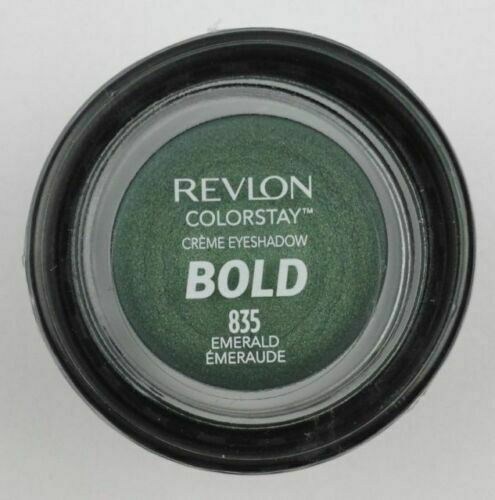 REVLON
COLORSTAY™
CRÈME EYESHADOW
BOLD
835
EMERALD
ÉMERAUDE